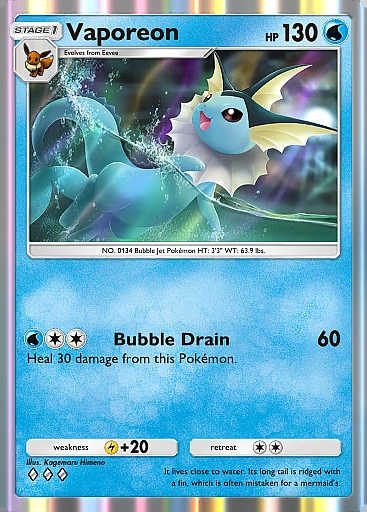 STAGE 1
Vaporeon
HP 130
Evolves from Eevee
NO. 0134 Bubble Jet Pokémon HT: 3'3" WT: 63.9 lbs.
Bubble Drain 60
Heal 30 damage from this Pokémon.
weakness +20 retreat
Illus. Kagemaru Himeno
It lives close to water. Its long tail is ridged with
a fin, which is often mistaken for a mermaid's.